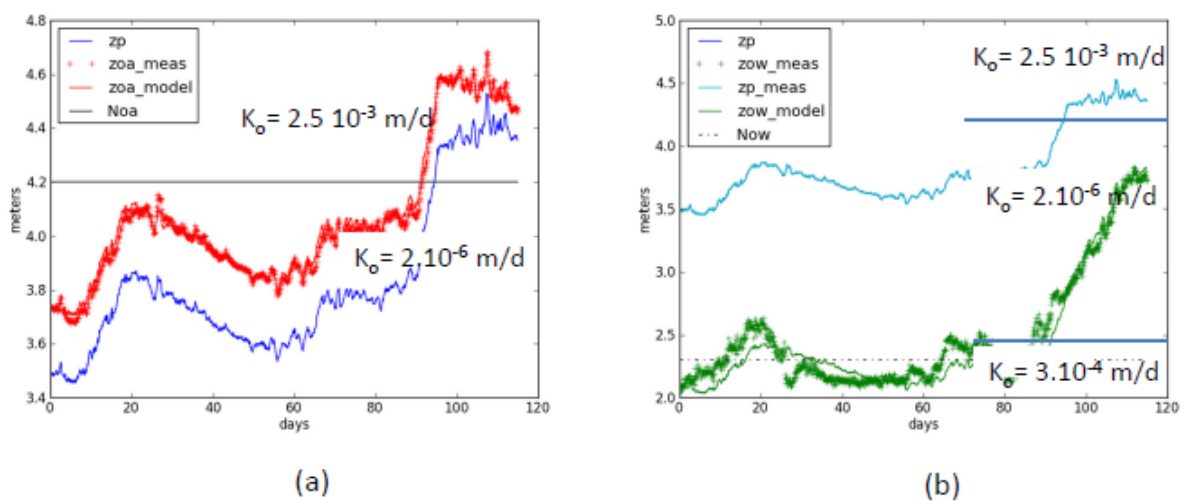 4.8
4.6
4.4
4.2
4.0
3.8
3.6
3.4
meters
zp
zoa_meas
zoa_model
Noa
Ko= 2.5 10-3 m/d
Ko= 2.10-6 m/d
0 20 40 60 80 100 120
days
(a)
5.0
4.5
4.0
3.5
3.0
2.5
2.0
meters
zp
zow_meas
zp_meas
zow_model
Now
Ko= 2.5 10-3 m/d
Ko= 2.10-6 m/d
Ko= 3.10-4 m/d
0 20 40 60 80 100 120
days
(b)